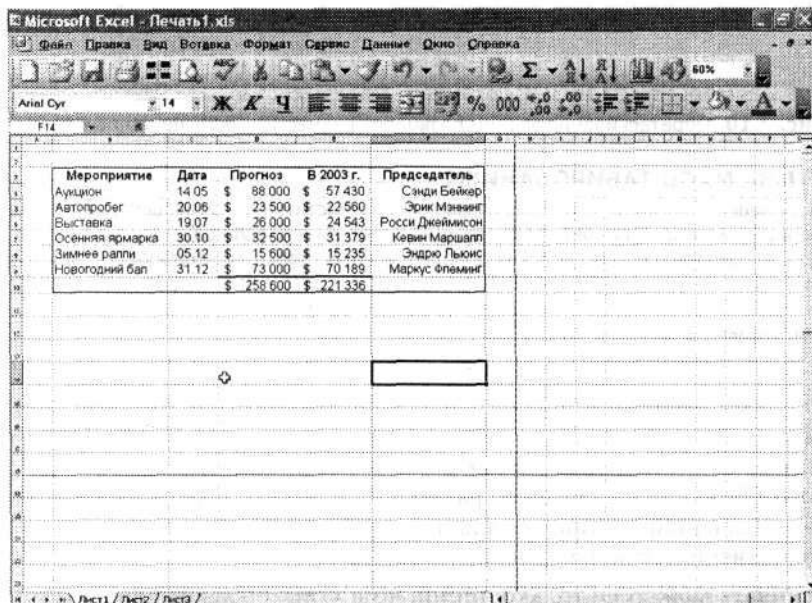 Microsoft Excel - Печать1.xls
Файл Правка Вид Вставка Формат Сервис Данные Окно Справка
60%
Arial Cyr 14 Ж К Ч % 000
F14
Мероприятие Дата Прогноз В 2003 г. Председатель
Аукцион 14.05 $ 88 000 $ 57 430 Сэнди Бейкер
Автопробег 20.06 $ 23 500 $ 22 560 Эрик Мэннинг
Выставка 19.07 $ 26 000 $ 24 543 Росси Джеймисон
Осенняя ярмарка 30.10 $ 32 500 $ 31 379 Кевин Маршалл
Зимнее ралли 05.12 $ 15 600 $ 15 235 Эндрю Льюис
Новогодний бал 31.12 $ 73 000 $ 70 189 Маркус Флеминг
$ 258 600 $ 221 336
Лист1 / Лист2 / Лист3